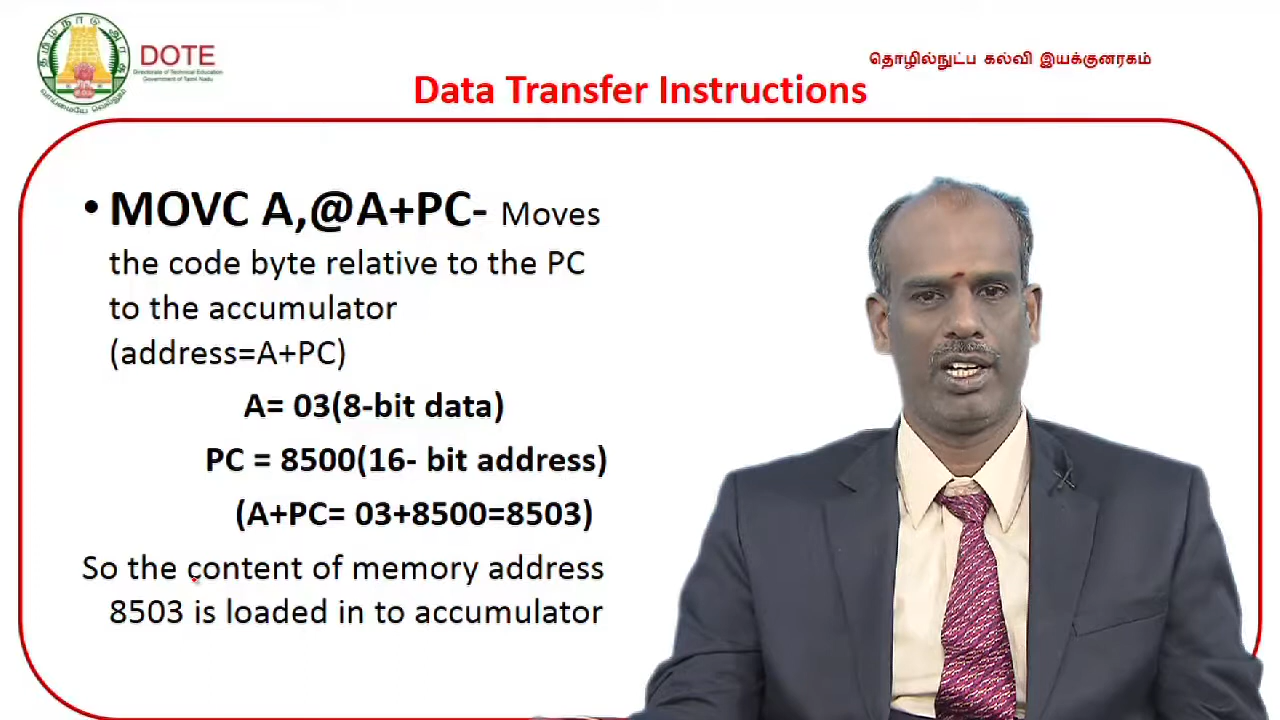 DOTE
Directorate of Technical Education
Government of Tamil Nadu
தொழில்நுட்ப கல்வி இயக்குனரகம்
Data Transfer Instructions
• MOVC A,@A+PC- Moves
the code byte relative to the PC
to the accumulator
(address=A+PC)
A= 03(8-bit data)
PC = 8500(16- bit address)
(A+PC= 03+8500=8503)
So the content of memory address
8503 is loaded in to accumulator